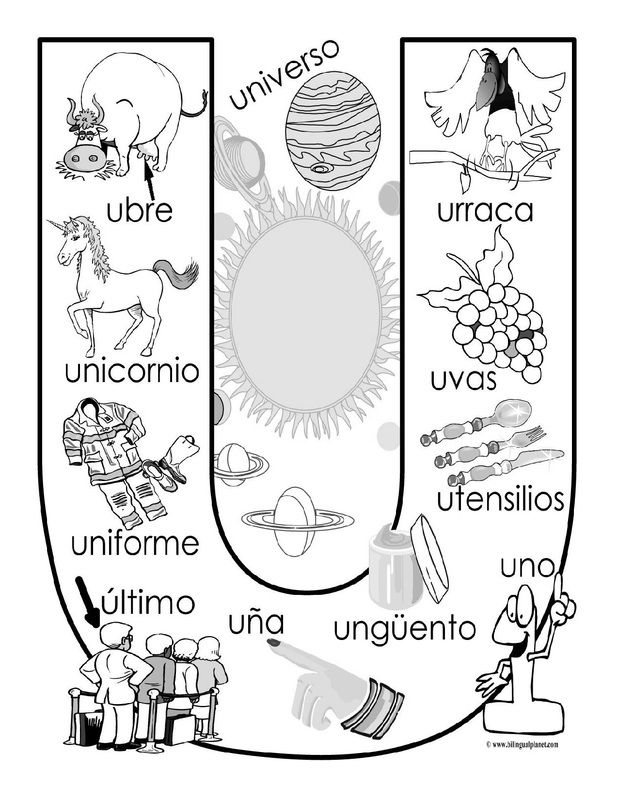 universo
ubre
urraca
unicornio
uvas
utensilios
uniforme
uno
último
uña
ungüento
© www.bilingualplanet.com